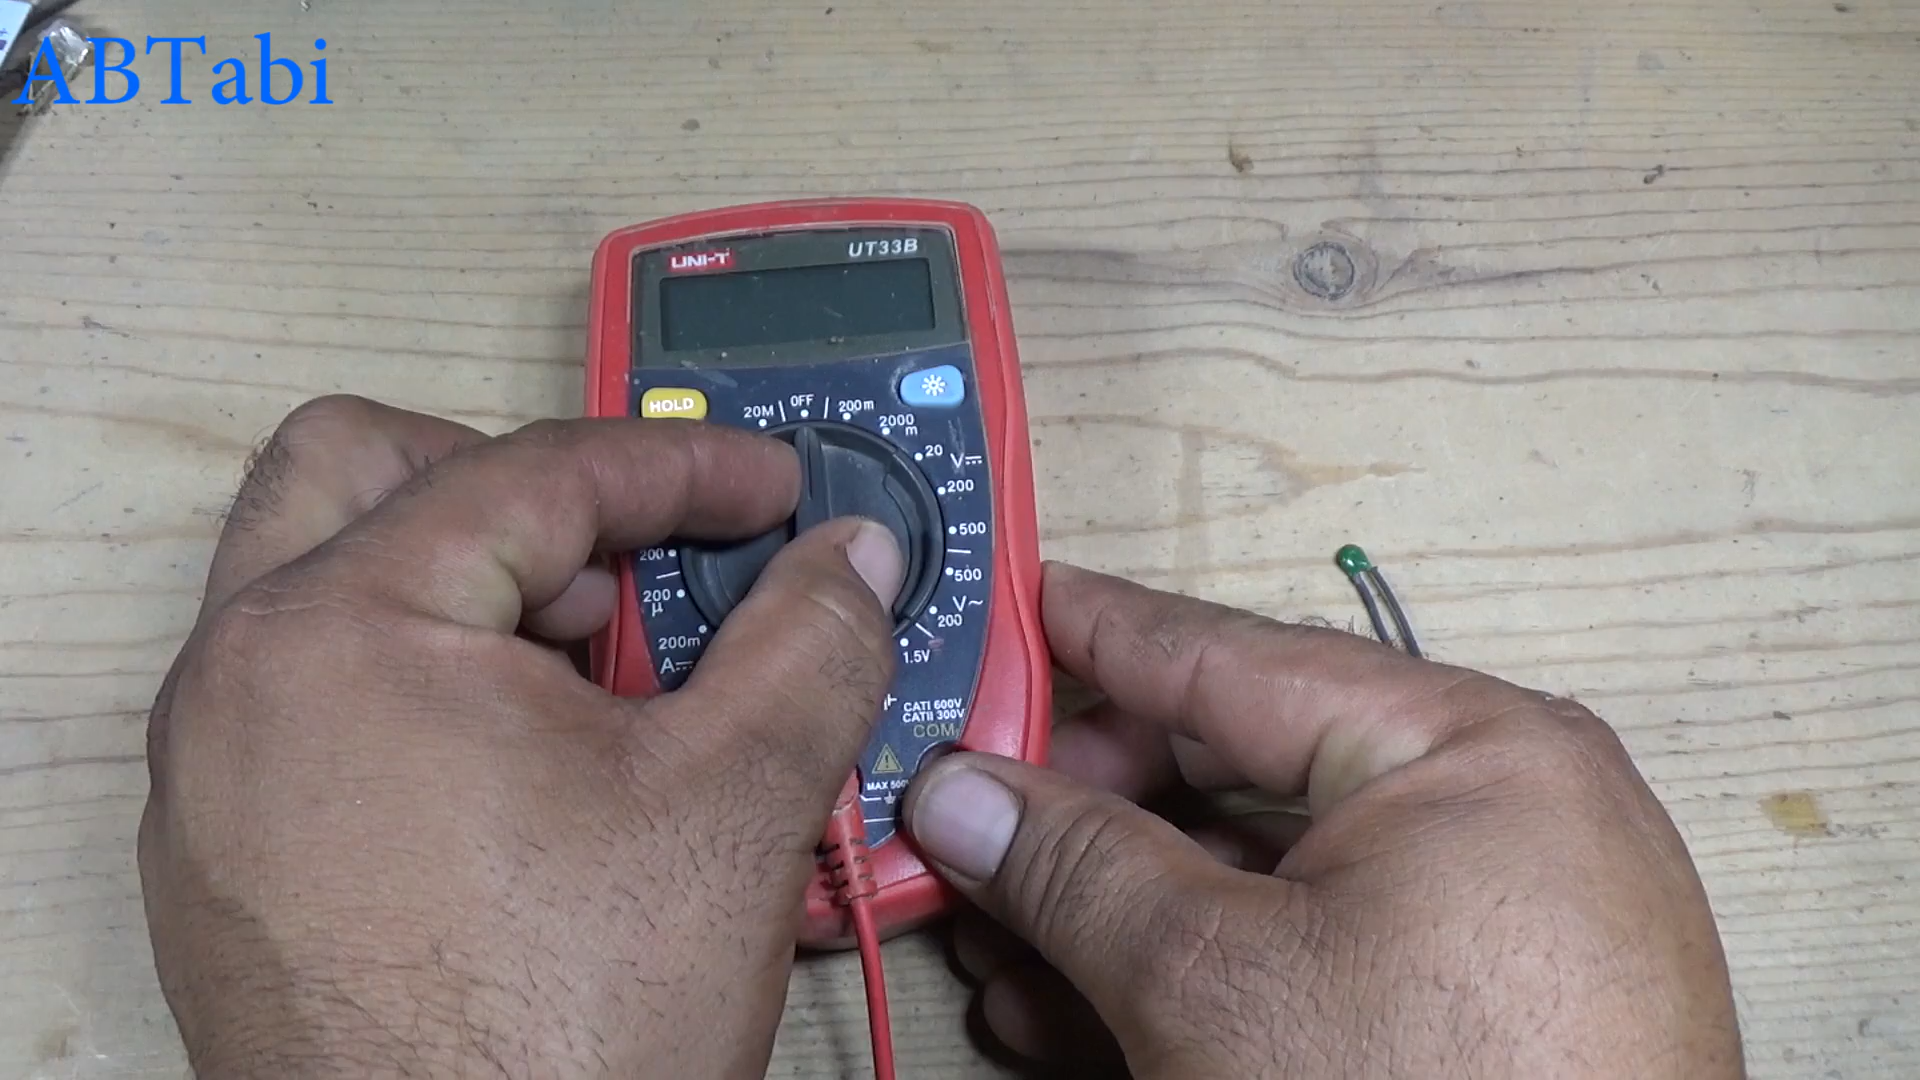 ABTabi
UNI-T
UT33B
HOLD
20M
OFF
200m
2000
m
20
V
200
500
500
V~
200
1.5V
200
200
μ
200m
A
CATI 600V
CATII 300V
COM
MAX 500V